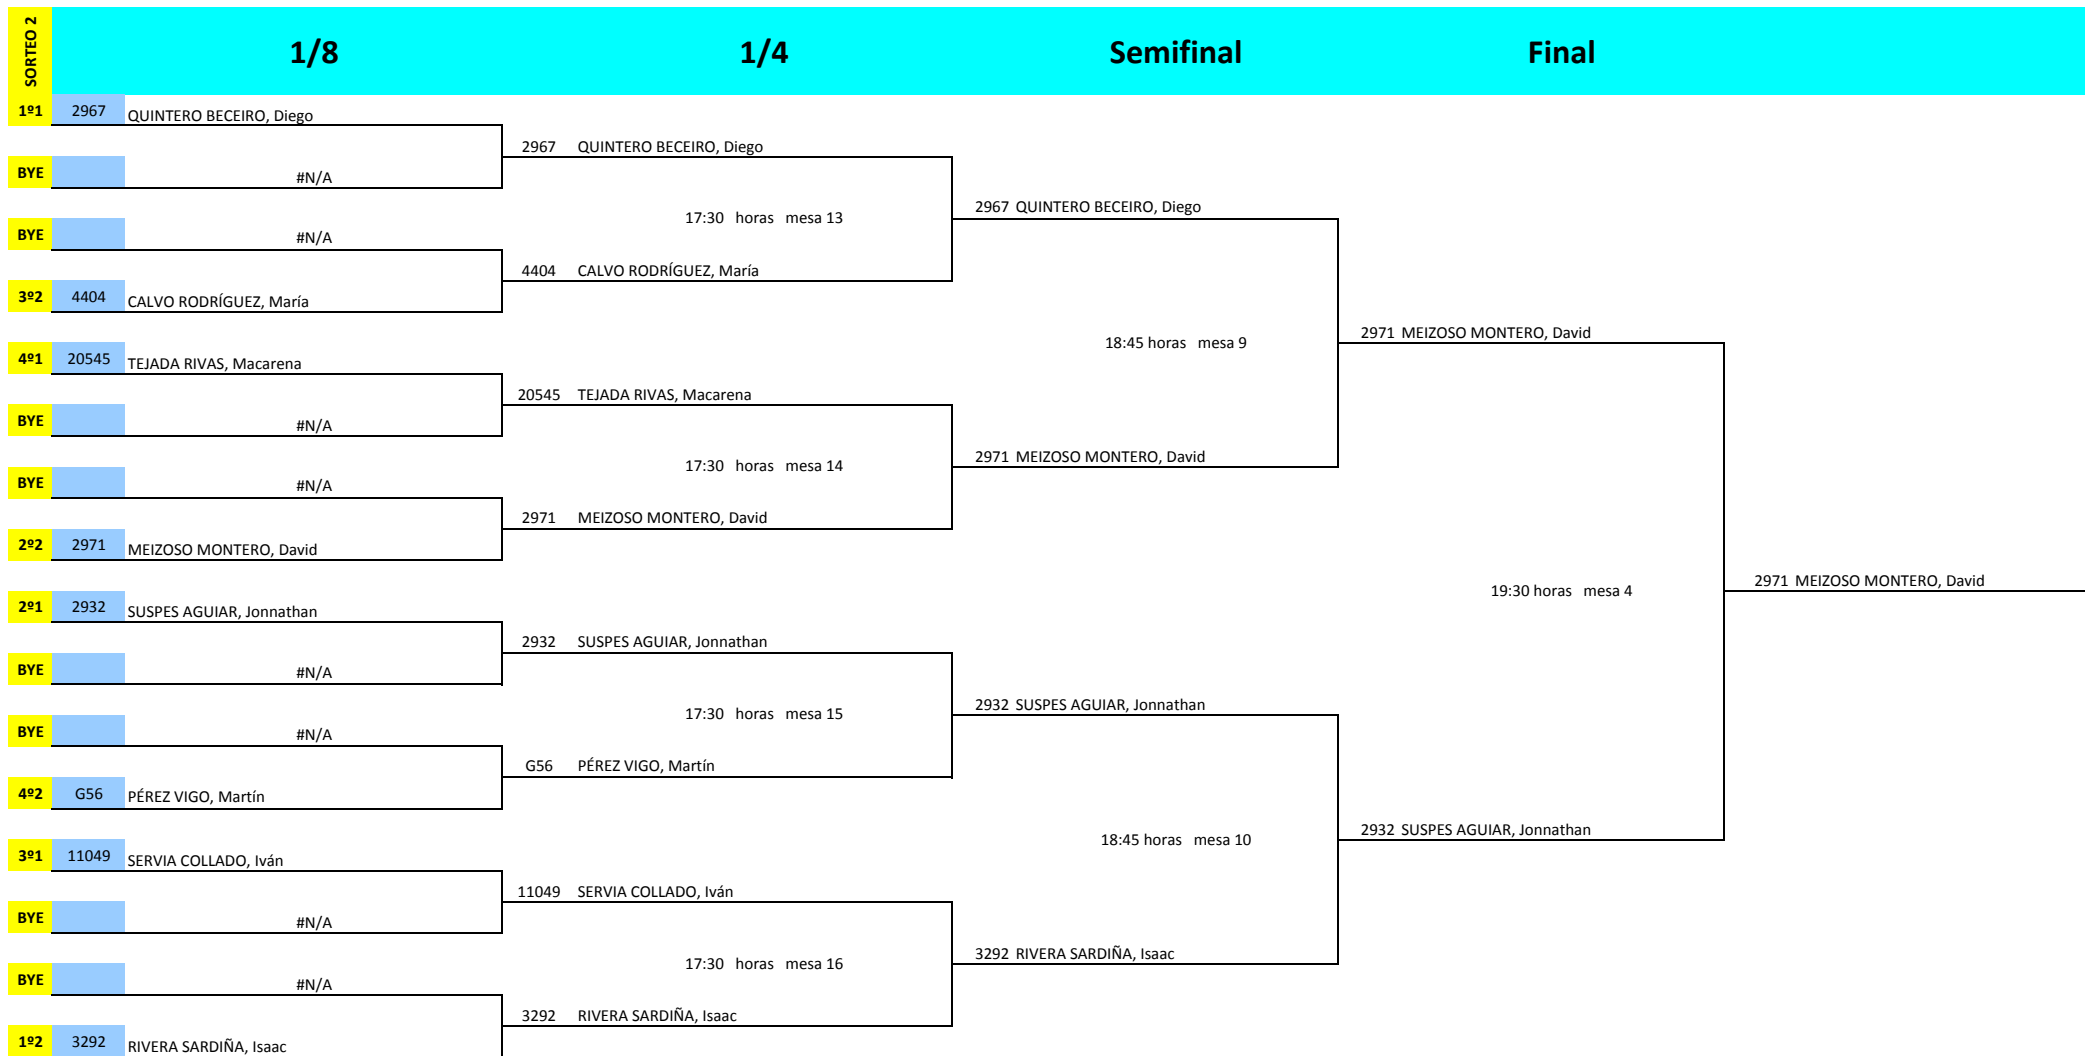 SORTEO 2
1/8 1/4 Semifinal Final
1º1 2967 QUINTERO BECEIRO, Diego
2967 QUINTERO BECEIRO, Diego
BYE #N/A
2967 QUINTERO BECEIRO, Diego
17:30 horas mesa 13
BYE #N/A
4404 CALVO RODRÍGUEZ, María
3º2 4404 CALVO RODRÍGUEZ, María
2971 MEIZOSO MONTERO, David
18:45 horas mesa 9
4º1 20545 TEJADA RIVAS, Macarena
20545 TEJADA RIVAS, Macarena
BYE #N/A
2971 MEIZOSO MONTERO, David
17:30 horas mesa 14
BYE #N/A
2971 MEIZOSO MONTERO, David
2º2 2971 MEIZOSO MONTERO, David
2971 MEIZOSO MONTERO, David
19:30 horas mesa 4
2º1 2932 SUSPES AGUIAR, Jonnathan
2932 SUSPES AGUIAR, Jonnathan
BYE #N/A
2932 SUSPES AGUIAR, Jonnathan
17:30 horas mesa 15
BYE #N/A
G56 PÉREZ VIGO, Martín
4º2 G56 PÉREZ VIGO, Martín
2932 SUSPES AGUIAR, Jonnathan
18:45 horas mesa 10
3º1 11049 SERVIA COLLADO, Iván
11049 SERVIA COLLADO, Iván
BYE #N/A
3292 RIVERA SARDIÑA, Isaac
17:30 horas mesa 16
BYE #N/A
3292 RIVERA SARDIÑA, Isaac
1º2 3292 RIVERA SARDIÑA, Isaac